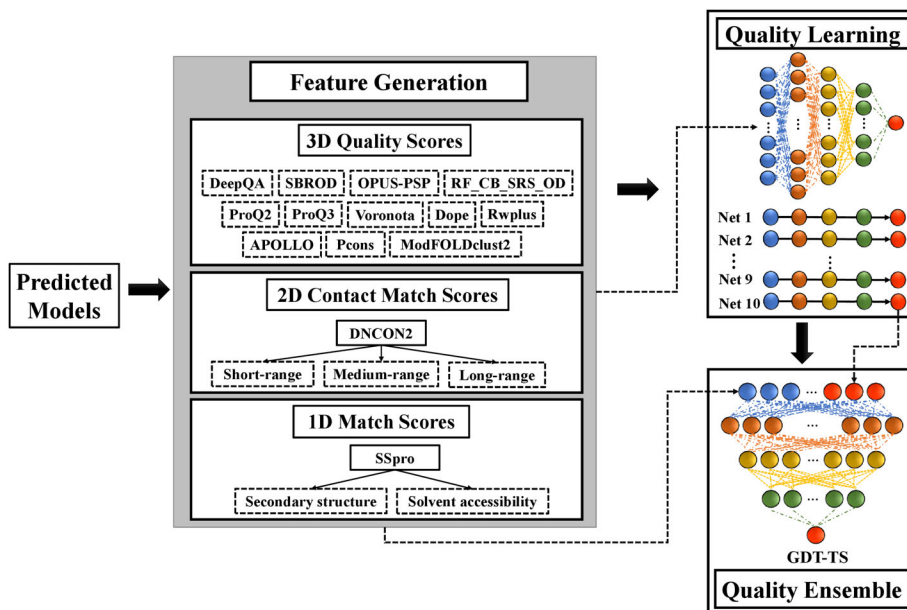 Predicted
Models
Feature Generation
3D Quality Scores
DeepQA SBROD OPUS-PSP RF_CB_SRS_OD
ProQ2 ProQ3 Voronota Dope Rwplus
APOLLO Pcons ModFOLDclust2
2D Contact Match Scores
DNCON2
Short-range Medium-range Long-range
1D Match Scores
SSpro
Secondary structure Solvent accessibility
Quality Learning
Net 1
Net 2
Net 9
Net 10
GDT-TS
Quality Ensemble